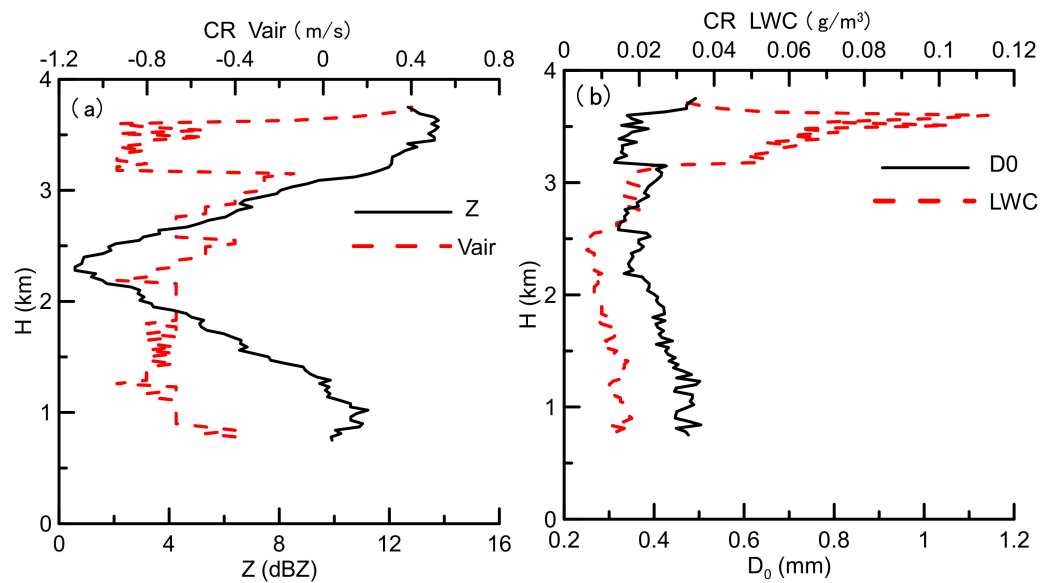 CR Vair (m/s)
-1.2 -0.8 -0.4 0 0.4 0.8
4
3
2
1
0
H (km)
(a)
Z
Vair
0 4 8 12 16
Z (dBZ)
CR LWC (g/m³)
0 0.02 0.04 0.06 0.08 0.1 0.12
4
3
2
1
0
H (km)
(b)
D0
LWC
0.2 0.4 0.6 0.8 1 1.2
D₀ (mm)